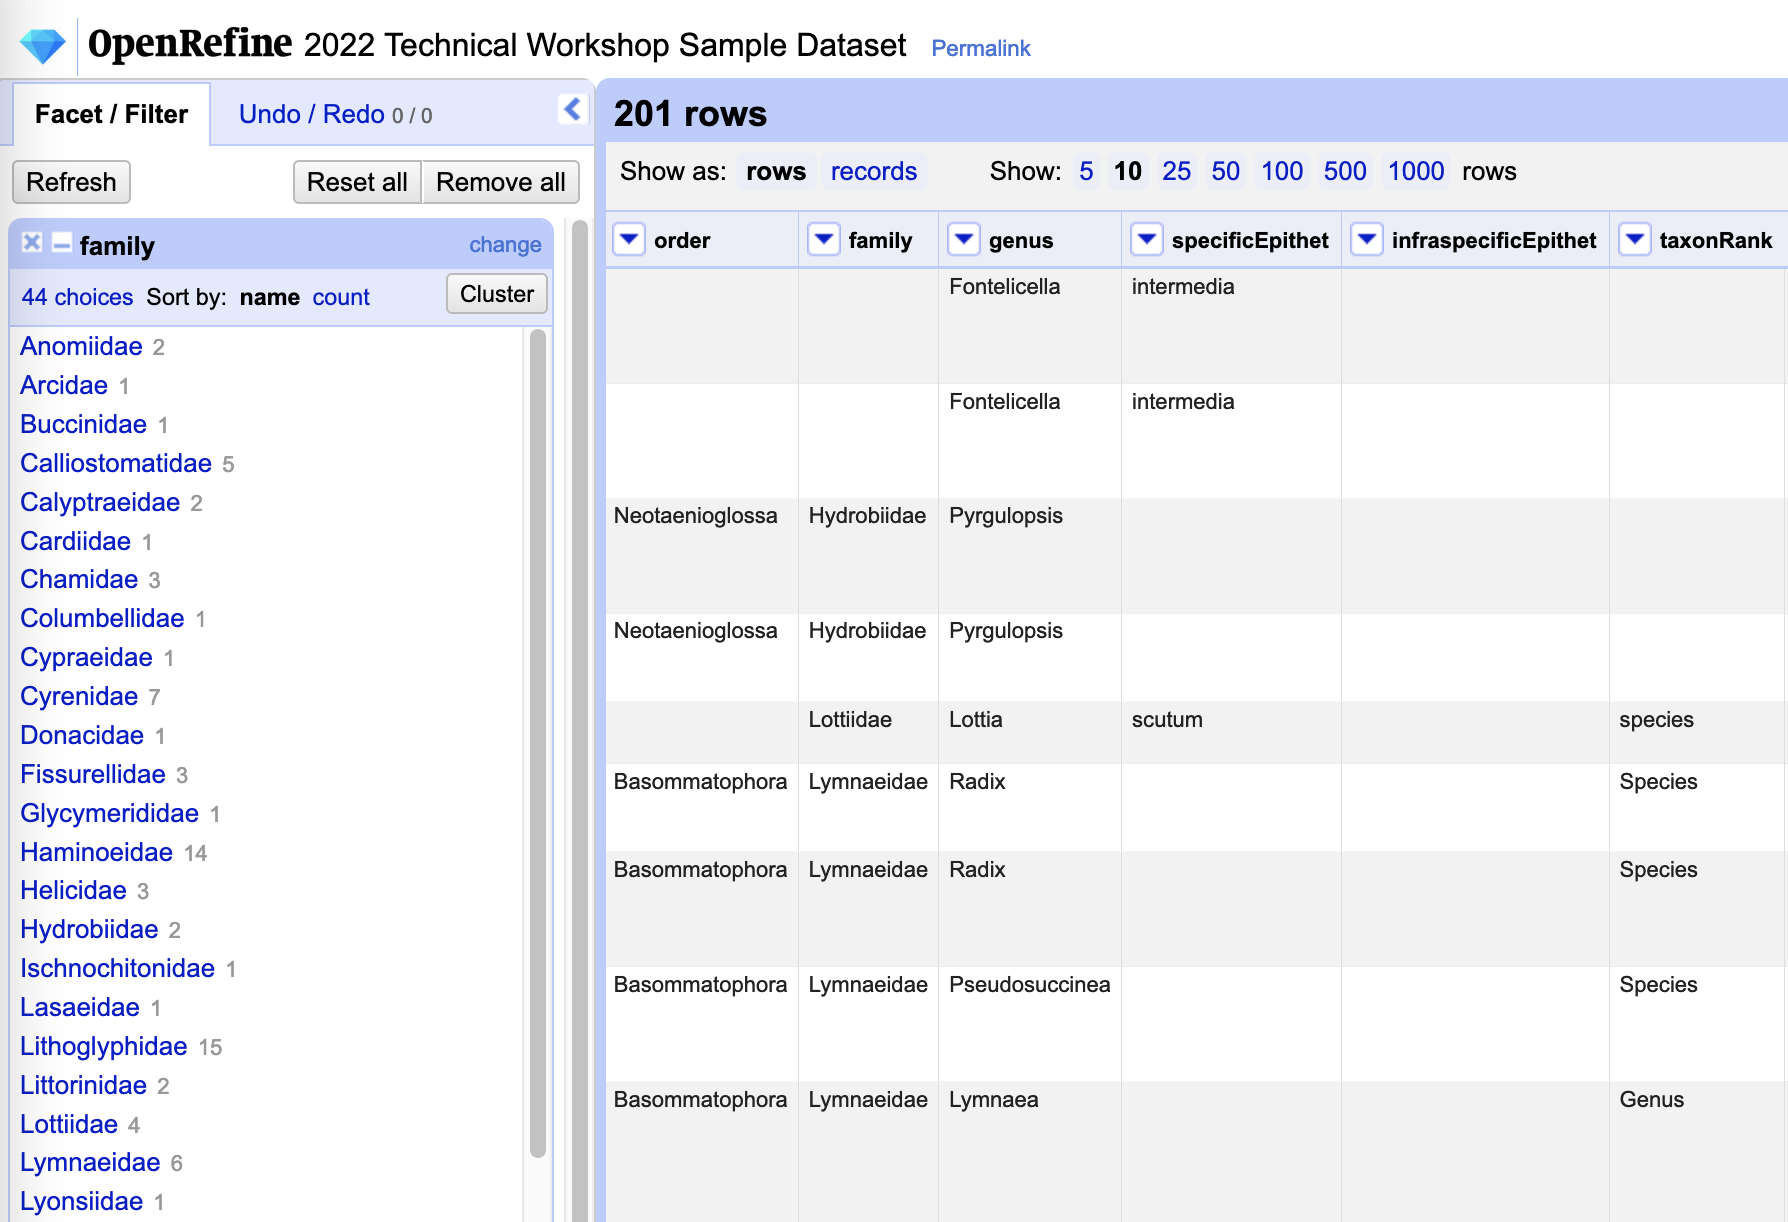 OpenRefine 2022 Technical Workshop Sample Dataset Permalink
Facet / Filter Undo / Redo 0 / 0
Refresh Reset all Remove all
family change
44 choices Sort by: name count Cluster
Anomiidae 2
Arcidae 1
Buccinidae 1
Calliostomatidae 5
Calyptraeidae 2
Cardiidae 1
Chamidae 3
Columbellidae 1
Cypraeidae 1
Cyrenidae 7
Donacidae 1
Fissurellidae 3
Glycymerididae 1
Haminoeidae 14
Helicidae 3
Hydrobiidae 2
Ischnochitonidae 1
Lasaeidae 1
Lithoglyphidae 15
Littorinidae 2
Lottiidae 4
Lymnaeidae 6
Lyonsiidae 1
201 rows
Show as: rows records Show: 5 10 25 50 100 500 1000 rows
order family genus specificEpithet infraspecificEpithet taxonRank
Fontelicella intermedia
Fontelicella intermedia
Neotaenioglossa Hydrobiidae Pyrgulopsis
Neotaenioglossa Hydrobiidae Pyrgulopsis
Lottiidae Lottia scutum species
Basommatophora Lymnaeidae Radix Species
Basommatophora Lymnaeidae Radix Species
Basommatophora Lymnaeidae Pseudosuccinea Species
Basommatophora Lymnaeidae Lymnaea Genus